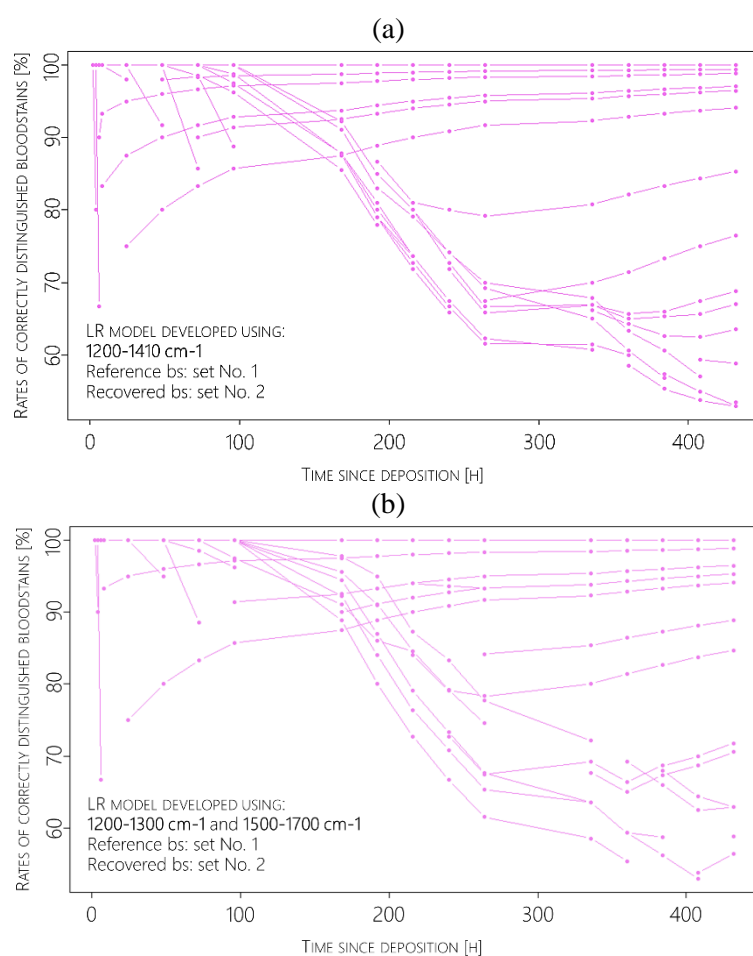 (a)
RATES OF CORRECTLY DISTINGUISHED BLOODSTAINS [%]
100
90
80
70
60
LR MODEL DEVELOPED USING:
1200-1410 cm-1
Reference bs: set No. 1
Recovered bs: set No. 2
0 100 200 300 400
TIME SINCE DEPOSITION [H]
(b)
RATES OF CORRECTLY DISTINGUISHED BLOODSTAINS [%]
100
90
80
70
60
LR MODEL DEVELOPED USING:
1200-1300 cm-1 and 1500-1700 cm-1
Reference bs: set No. 1
Recovered bs: set No. 2
0 100 200 300 400
TIME SINCE DEPOSITION [H]